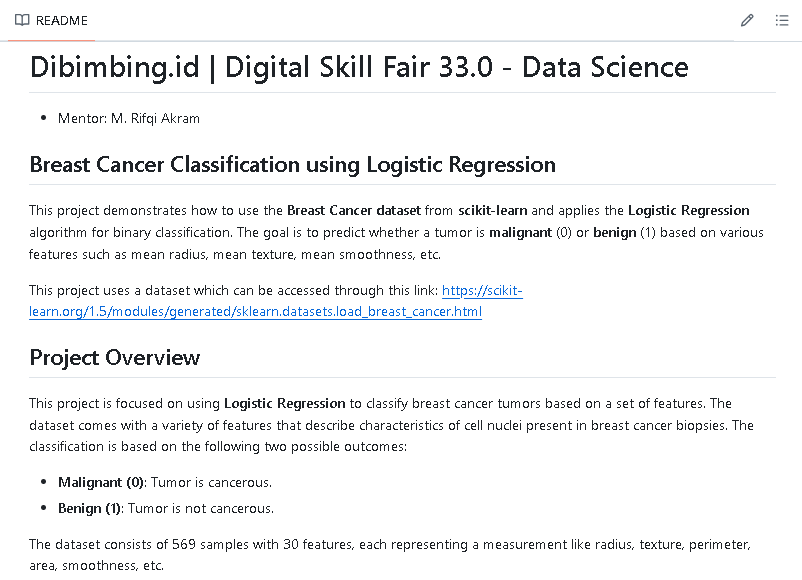 README
Dibimbing.id | Digital Skill Fair 33.0 - Data Science
Mentor: M. Rifqi Akram
Breast Cancer Classification using Logistic Regression
This project demonstrates how to use the Breast Cancer dataset from scikit-learn and applies the Logistic Regression
algorithm for binary classification. The goal is to predict whether a tumor is malignant (0) or benign (1) based on various
features such as mean radius, mean texture, mean smoothness, etc.
This project uses a dataset which can be accessed through this link: https://scikit-
learn.org/1.5/modules/generated/sklearn.datasets.load_breast_cancer.html
Project Overview
This project is focused on using Logistic Regression to classify breast cancer tumors based on a set of features. The
dataset comes with a variety of features that describe characteristics of cell nuclei present in breast cancer biopsies. The
classification is based on the following two possible outcomes:
Malignant (0): Tumor is cancerous.
Benign (1): Tumor is not cancerous.
The dataset consists of 569 samples with 30 features, each representing a measurement like radius, texture, perimeter,
area, smoothness, etc.